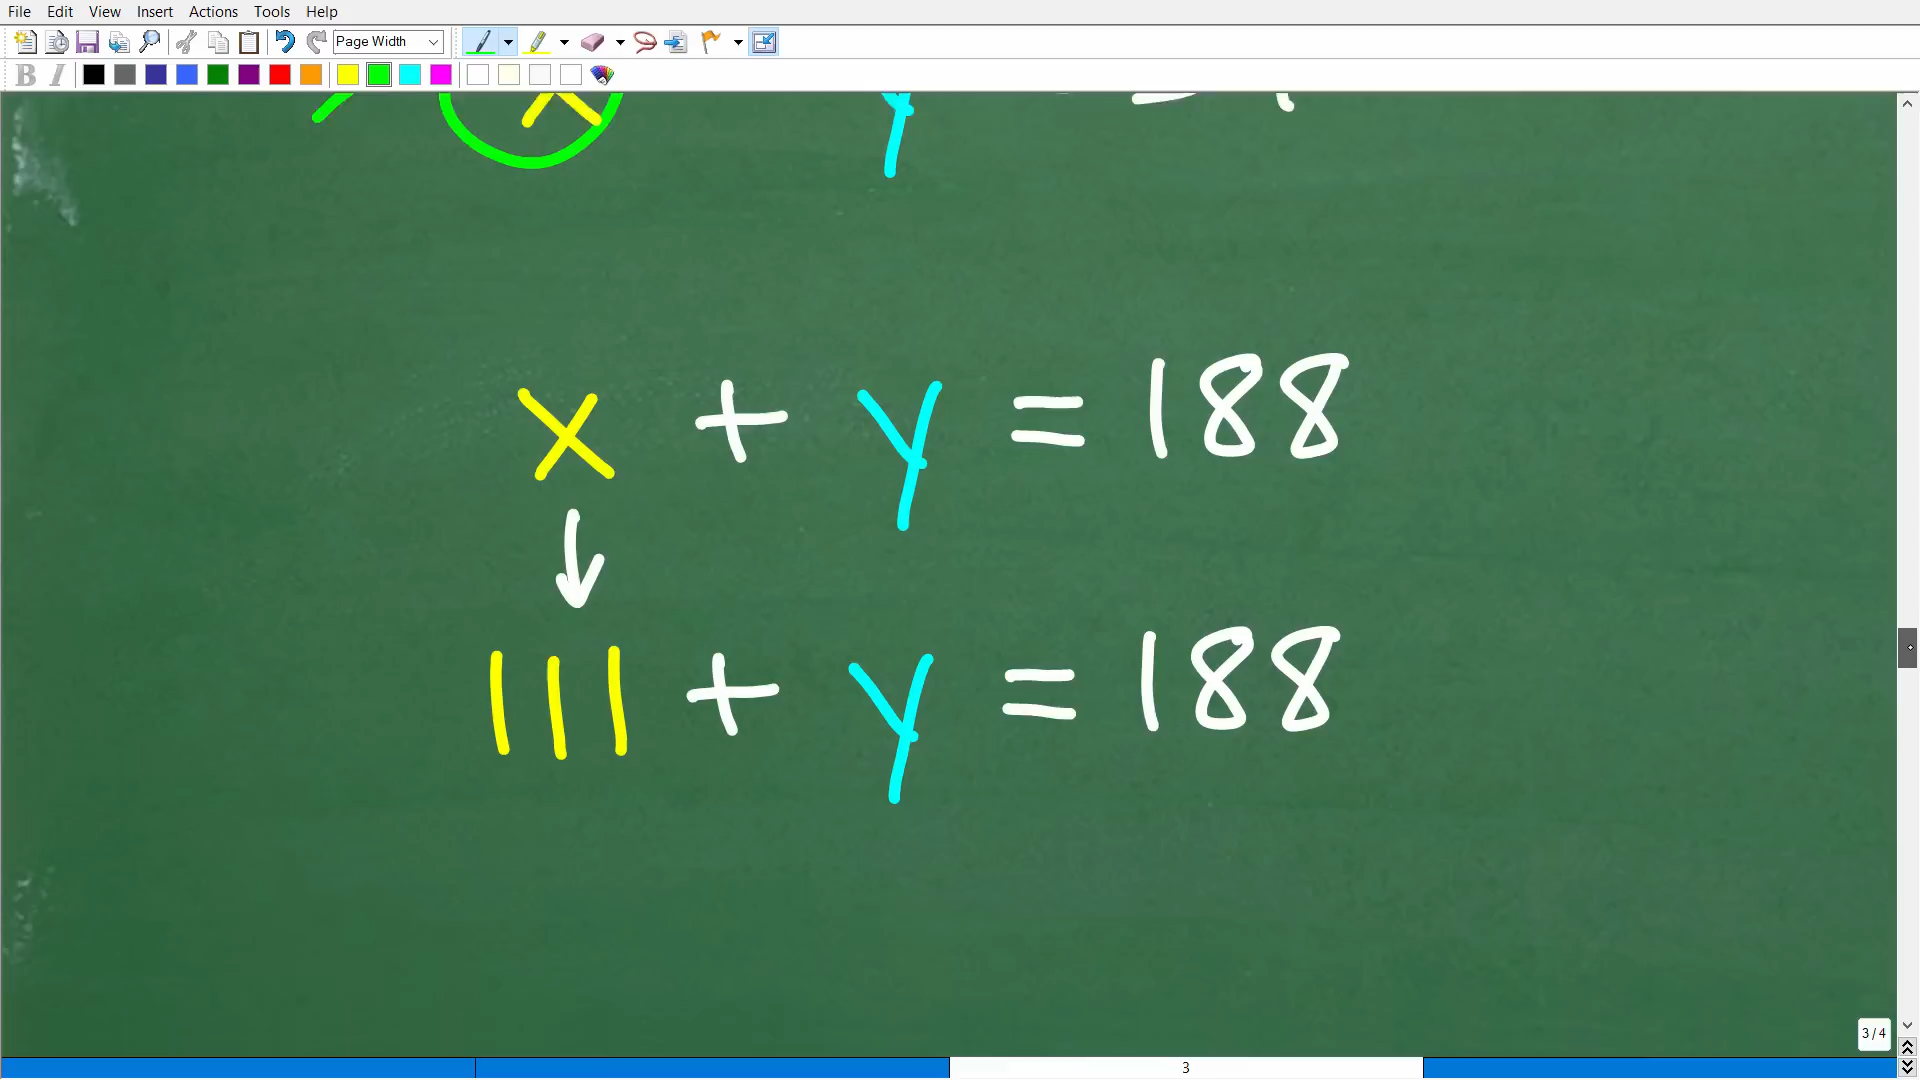 File Edit View Insert Actions Tools Help
Page Width
B I
x y
x + y = 188
↓
111 + y = 188
3 / 4
3